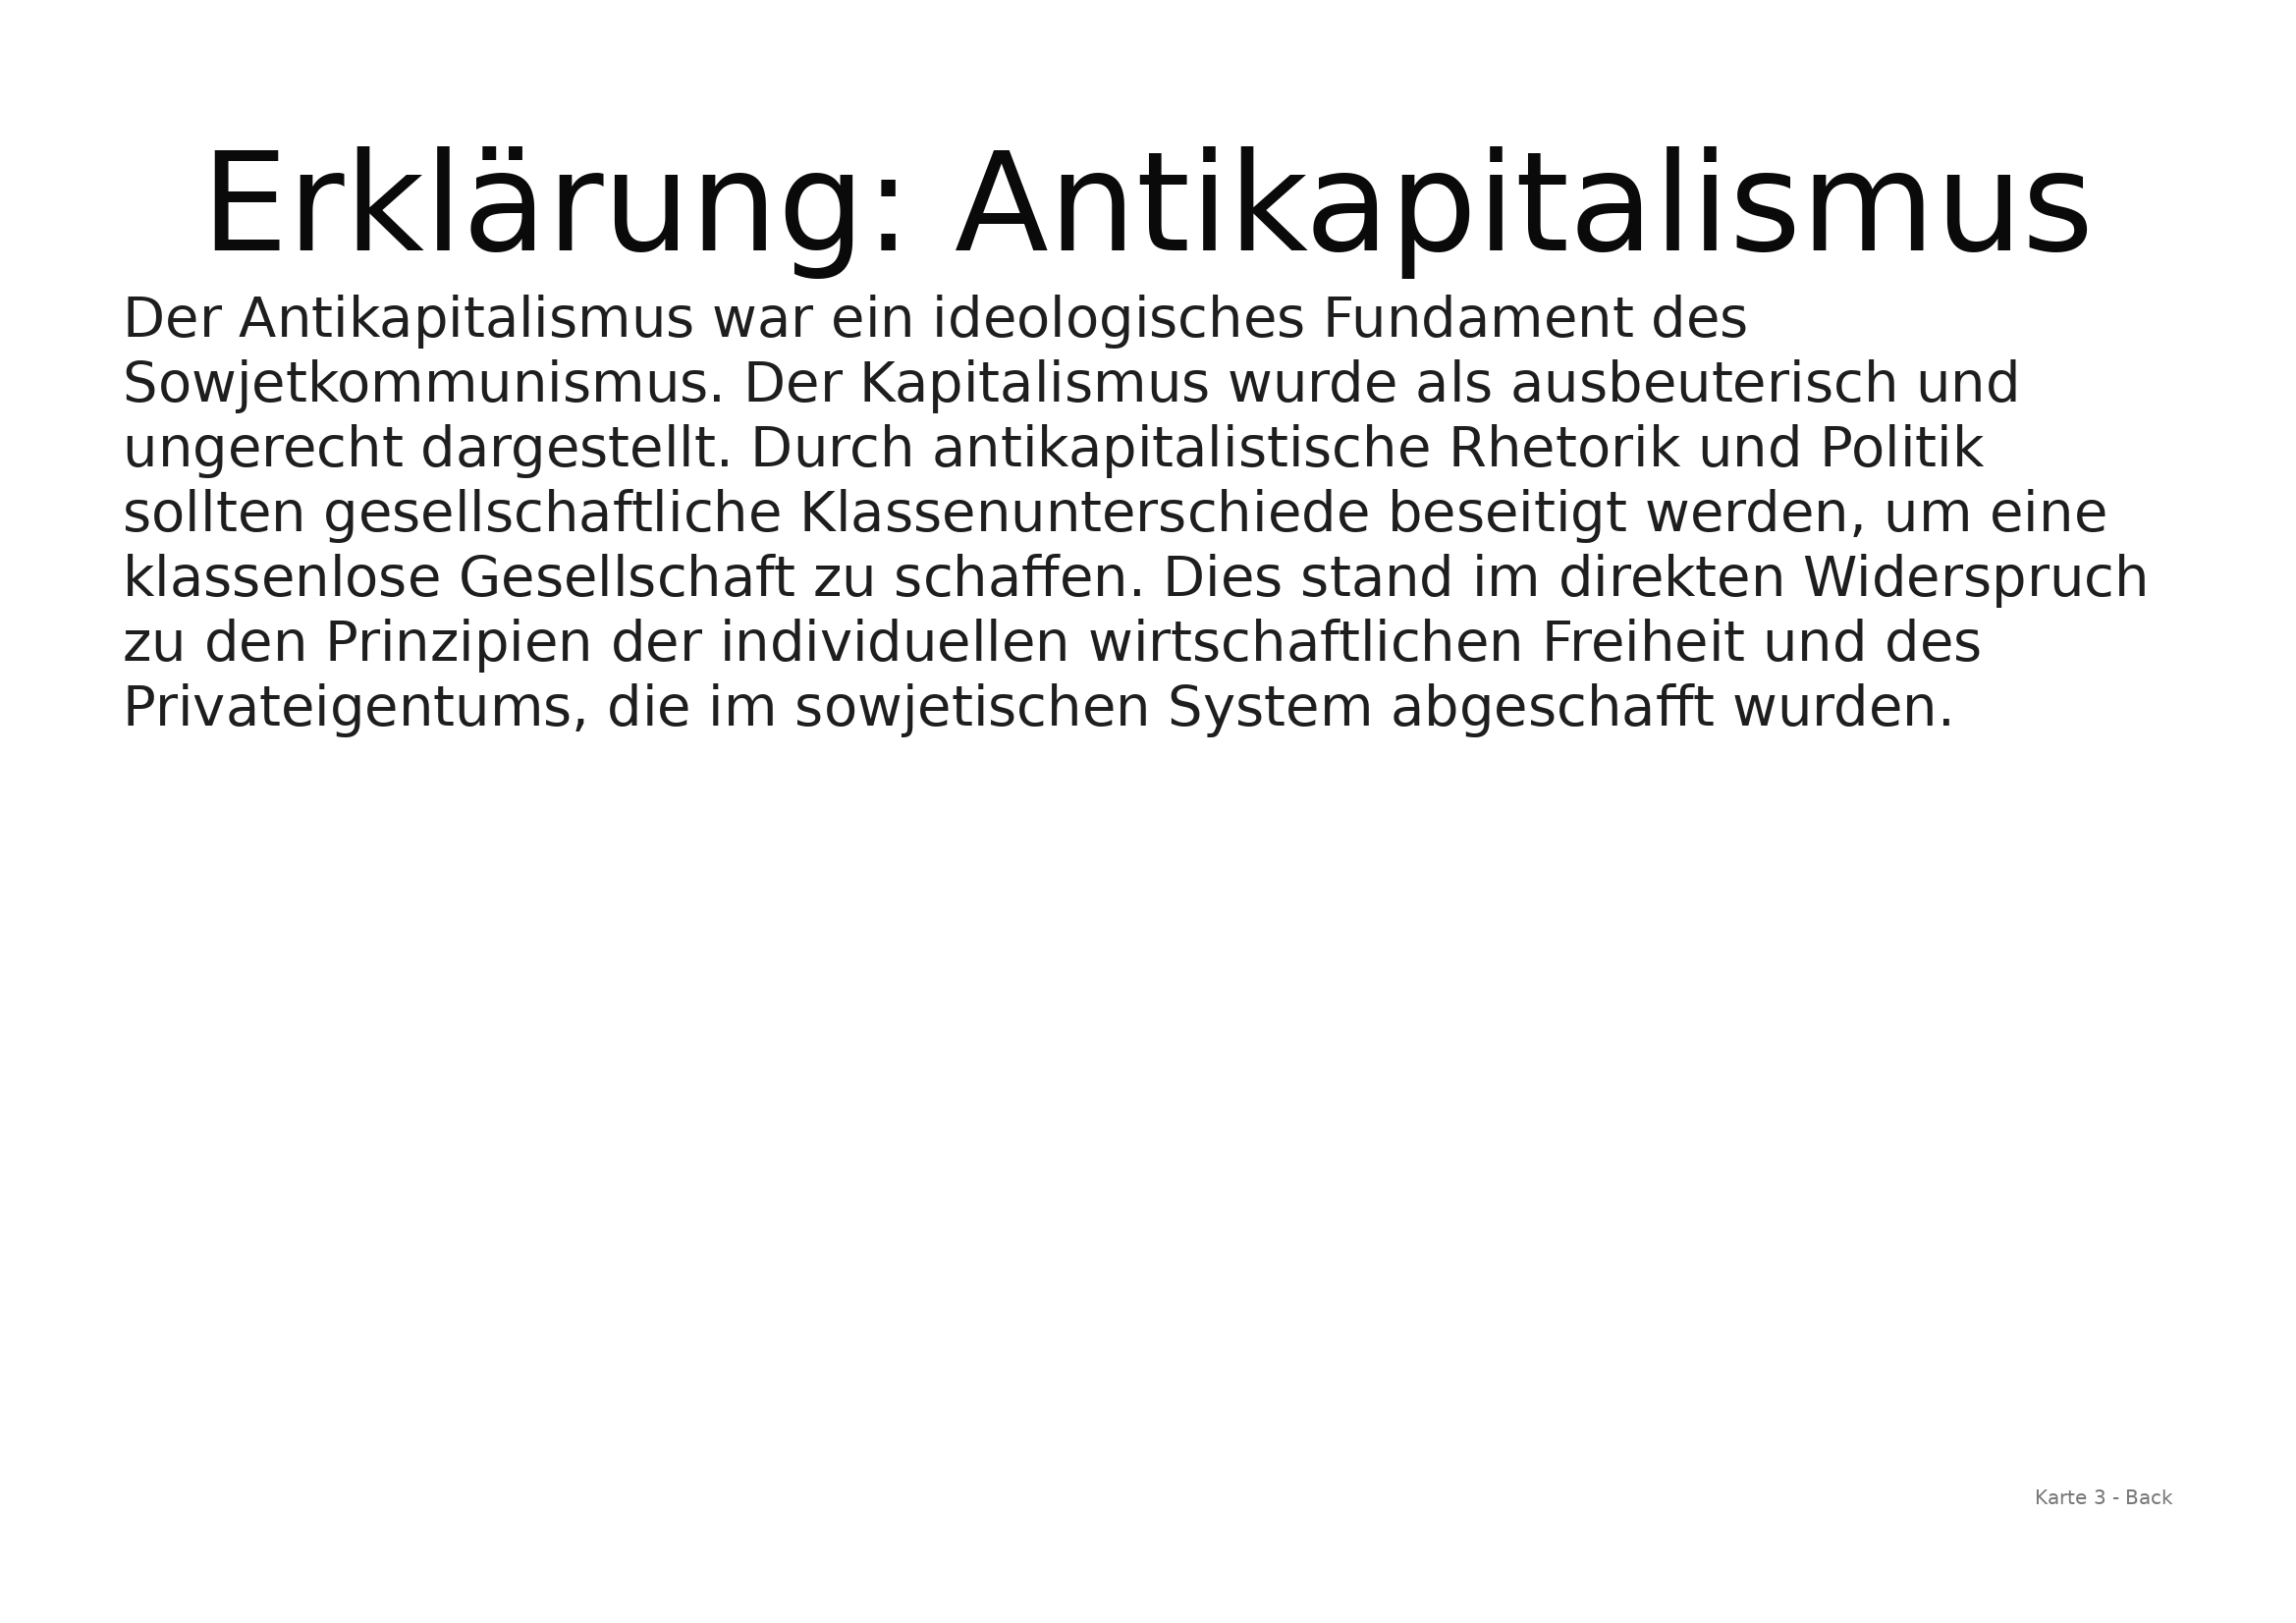 Erklärung: Antikapitalismus
Der Antikapitalismus war ein ideologisches Fundament des
Sowjetkommunismus. Der Kapitalismus wurde als ausbeuterisch und
ungerecht dargestellt. Durch antikapitalistische Rhetorik und Politik
sollten gesellschaftliche Klassenunterschiede beseitigt werden, um eine
klassenlose Gesellschaft zu schaffen. Dies stand im direkten Widerspruch
zu den Prinzipien der individuellen wirtschaftlichen Freiheit und des
Privateigentums, die im sowjetischen System abgeschafft wurden.
Karte 3 - Back